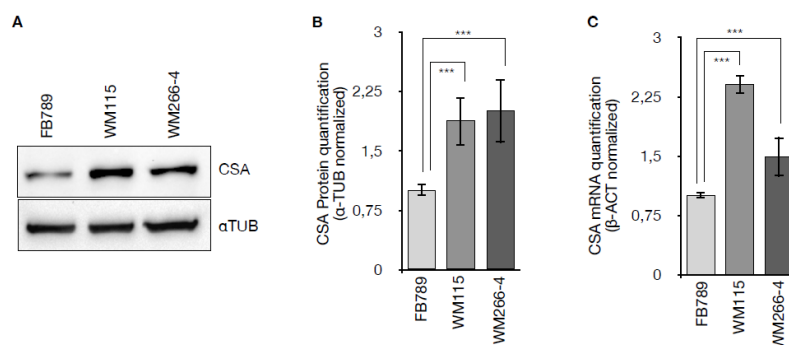 A
FB789
WM115
WM266-4
CSA
αTUB
B
CSA Protein quantification
(α-TUB normalized)
3
2,25
1,5
0,75
0
***
***
FB789
WM115
WM266-4
C
CSA mRNA quantification
(β-ACT normalized)
3
2,25
1,5
0,75
0
***
***
FB789
WM115
WM266-4